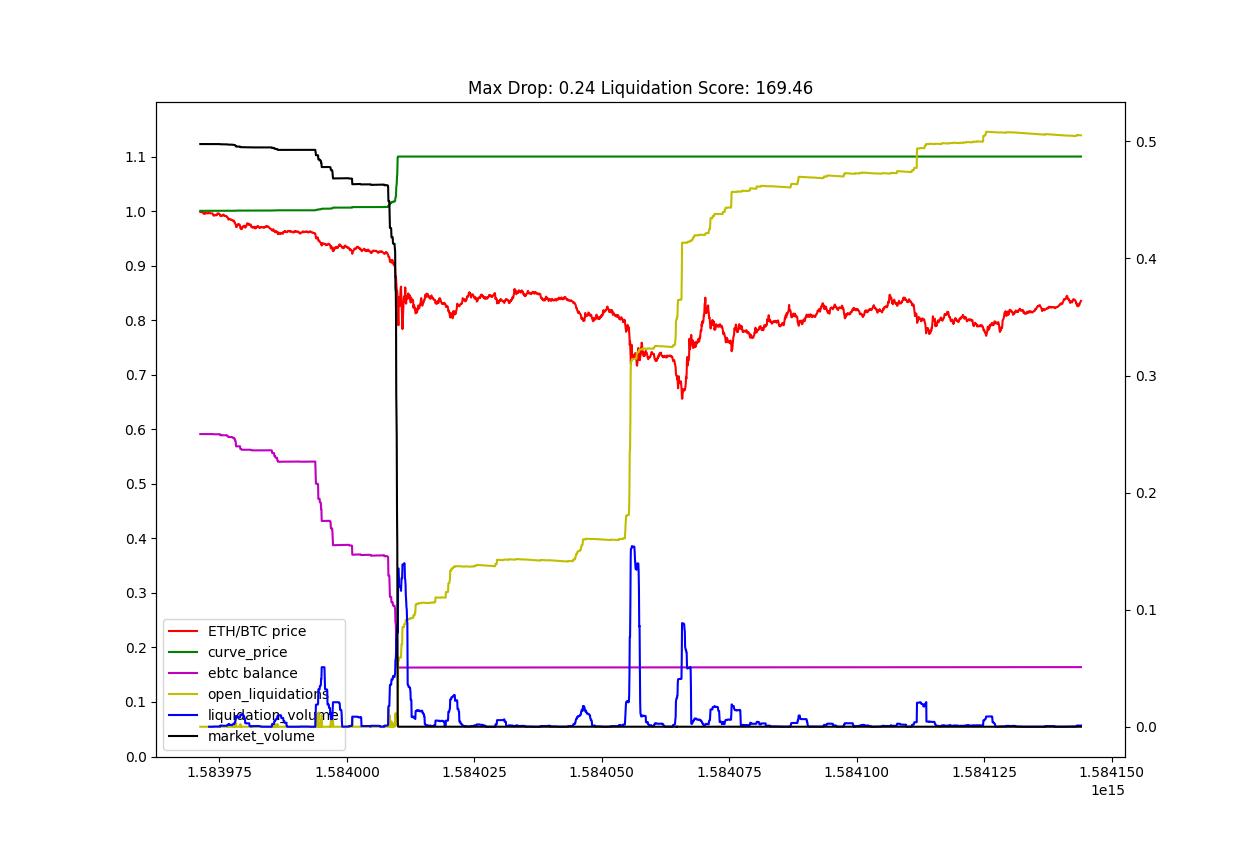 Max Drop: 0.24 Liquidation Score: 169.46
1.1
1.0
0.9
0.8
0.7
0.6
0.5
0.4
0.3
0.2
0.1
0.0
0.5
0.4
0.3
0.2
0.1
0.0
ETH/BTC price
curve_price
ebtc balance
open_liquidations
liquidation_volume
market_volume
1.583975 1.584000 1.584025 1.584050 1.584075 1.584100 1.584125 1.584150
1e15